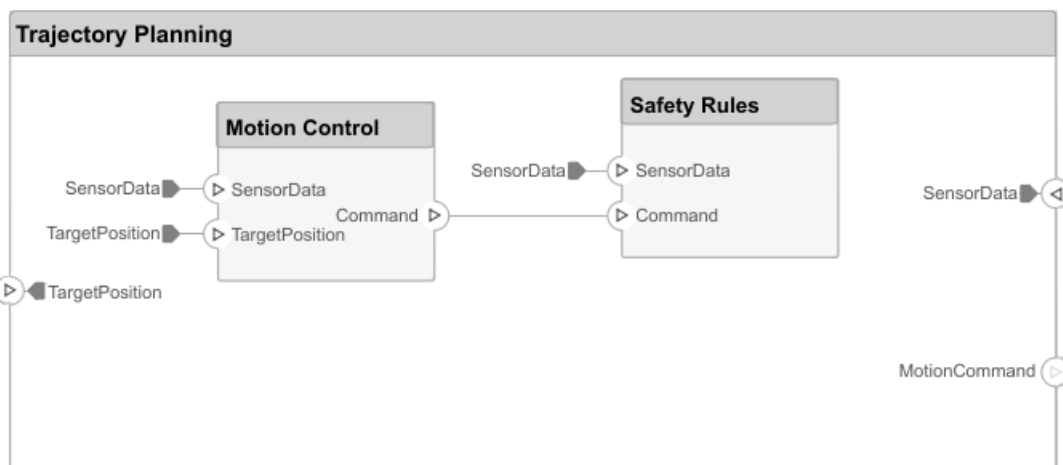 Trajectory Planning
Safety Rules
Motion Control
SensorData
SensorData
SensorData
SensorData
SensorData
Command
Command
TargetPosition
TargetPosition
TargetPosition
MotionCommand